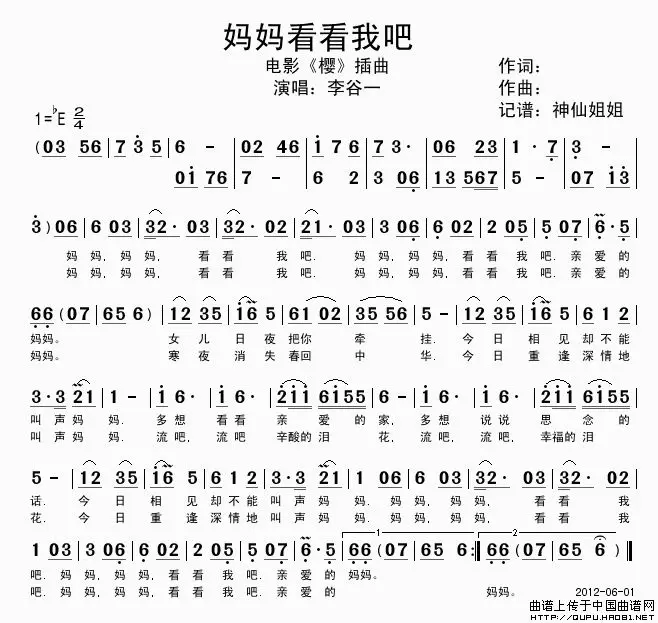 妈妈看看我吧
电影《樱》插曲
演唱：李谷一
作词：
作曲：
记谱：神仙姐姐
1=♭E 2/4
(03 56 | 7 3 5 | 6 - | 02 46 | i 7 6 | 7 3· | 06 23 | 1· 7 | 3 -
0i 76 | 7 - | 6 2 | 3 06 | 13 567 | 5 - | 07 i3
3) 06 | 6 03 | 32· 03 | 32· 02 | 21· 03 | 3 06 | 6 02 | 2 05 | 5 07 | 6· 5
妈 妈，妈 妈， 看 看 我 吧. 妈 妈，妈 妈，看 看 我 吧. 亲 爱 的
妈 妈，妈 妈， 看 看 我 吧. 妈 妈，妈 妈，看 看 我 吧. 亲 爱 的
66 (07 | 65 6) | 12 35 | i6 5 | 61 02 | 35 56 | 5 - | 12 35 | i6 5 | 6 1 2
妈妈。 女 儿 日 夜 把你 牵 挂. 今 日 相 见 却 不 能
妈妈。 寒 夜 消 失 春回 中 华. 今 日 重 逢 深 情 地
3·3 21 | 1 - | i 6· | i 6· | 2ii 6i55 | 6 - | i 6· | i 6· | 2ii 6i55
叫 声 妈 妈. 多 想 看 看 亲 爱 的 家，多 想 说 说 思 念 的
叫 声 妈 妈. 流 吧，流 吧 辛酸的 泪 花，流 吧，流 吧，幸福的 泪
5 - | 12 35 | i6 5 | 6 1 2 | 3·3 21 | 1 06 | 6 03 | 32· 03 | 32· 02
话. 今 日 相 见 却 不 能 叫 声 妈 妈. 妈 妈，妈 妈， 看 看 我
花. 今 日 重 逢 深 情 地 叫 声 妈 妈. 妈 妈，妈 妈， 看 看 我
1 03 | 3 06 | 6 02 | 2 05 | 5 07 | 6· 5 | 1 66 (07 | 65 6 :| 2 66 (07 | 65 6) ‖
吧. 妈 妈，妈 妈，看 看 我 吧. 亲 爱 的 妈 妈。
吧. 妈 妈，妈 妈，看 看 我 吧. 亲 爱 的 妈 妈。
2012-06-01
曲谱上传于中国曲谱网
http://QUPU.HAO81.NET